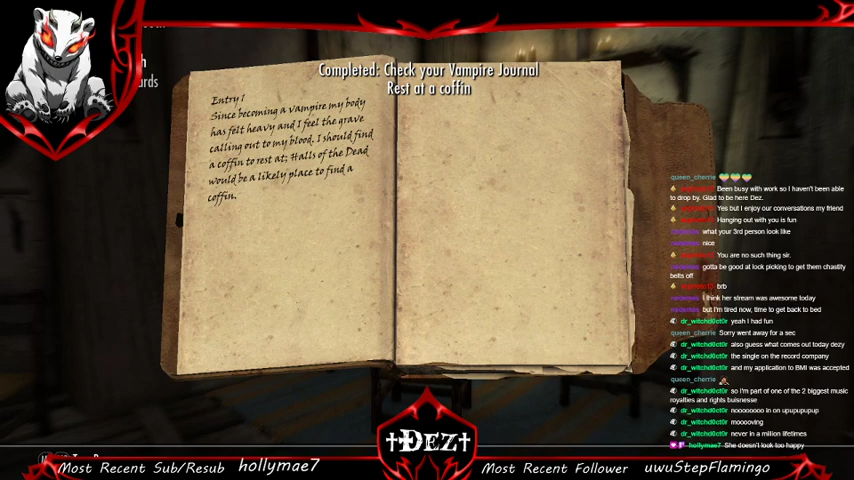 ards
Completed: Check your Vampire Journal
Rest at a coffin
Entry 1
Since becoming a vampire my body
has felt heavy and I feel the grave
calling out to my blood. I should find
a coffin to rest at; Halls of the Dead
would be a likely place to find a
coffin.
queen_cherrie
Been busy with work so I haven't been able
to drop by. Glad to be here Dez.
Yes but I enjoy our conversations my friend
Hanging out with you is fun
what your 3rd person look like
nice
You are no such thing sir.
gotta be good at lock picking to get them chastity
belts off
brb
I think her stream was awesome today
but I'm tired now, time to get back to bed
dr_witchd0ct0r yeah I had fun
queen_cherrie Sorry went away for a sec
dr_witchd0ct0r also guess what comes out today dezy
dr_witchd0ct0r the single on the record company
dr_witchd0ct0r and my application to BMI was accepted
queen_cherrie
dr_witchd0ct0r so I'm part of one of the 2 biggest music
royalties and rights buisnesse
dr_witchd0ct0r noooooooo in on upupupupup
dr_witchd0ct0r mooooving
dr_witchd0ct0r never in a million lifetimes
hollymae7 She doesn't look too happy
†DEZ†
Most Recent Sub/Resub hollymae7
Most Recent Follower uwuStepFlamingo